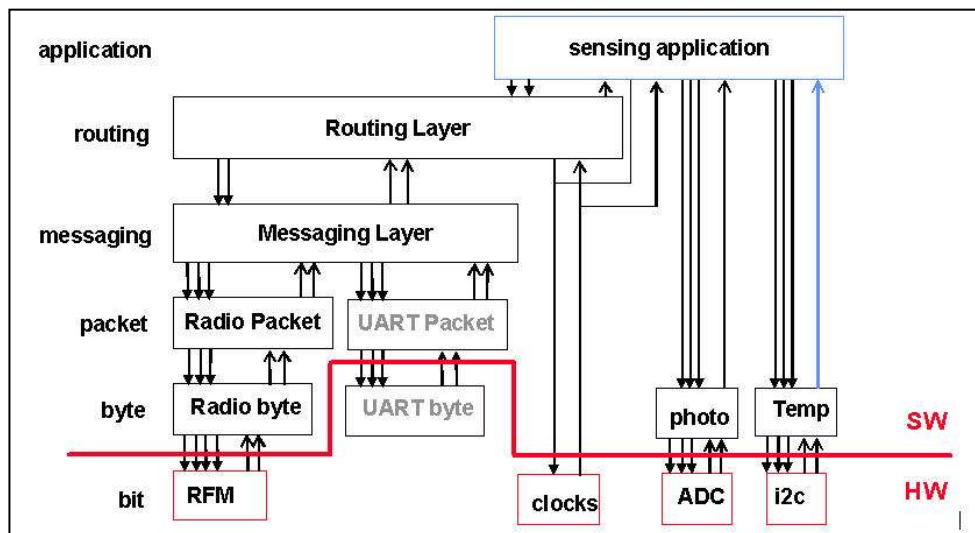 application
sensing application
routing
Routing Layer
messaging
Messaging Layer
packet
Radio Packet
UART Packet
byte
Radio byte
UART byte
photo
Temp
SW
bit
RFM
clocks
ADC
i2c
HW